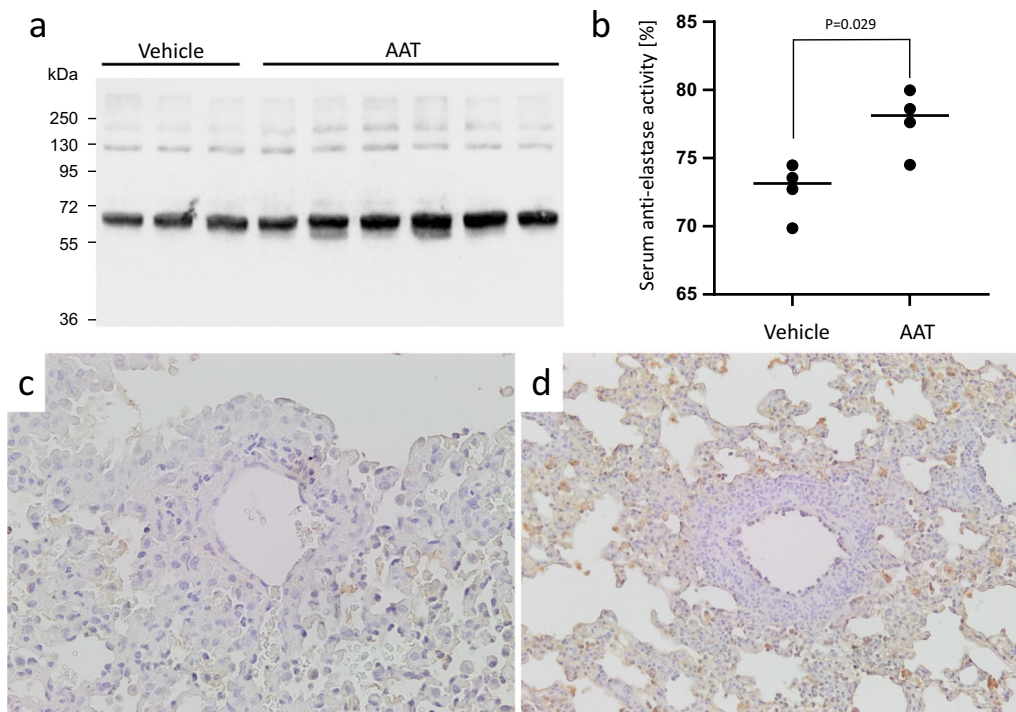 a
Vehicle
AAT
kDa
250
130
95
72
55
36
b
P=0.029
Serum anti-elastase activity [%]
85
80
75
70
65
Vehicle
AAT
c
d